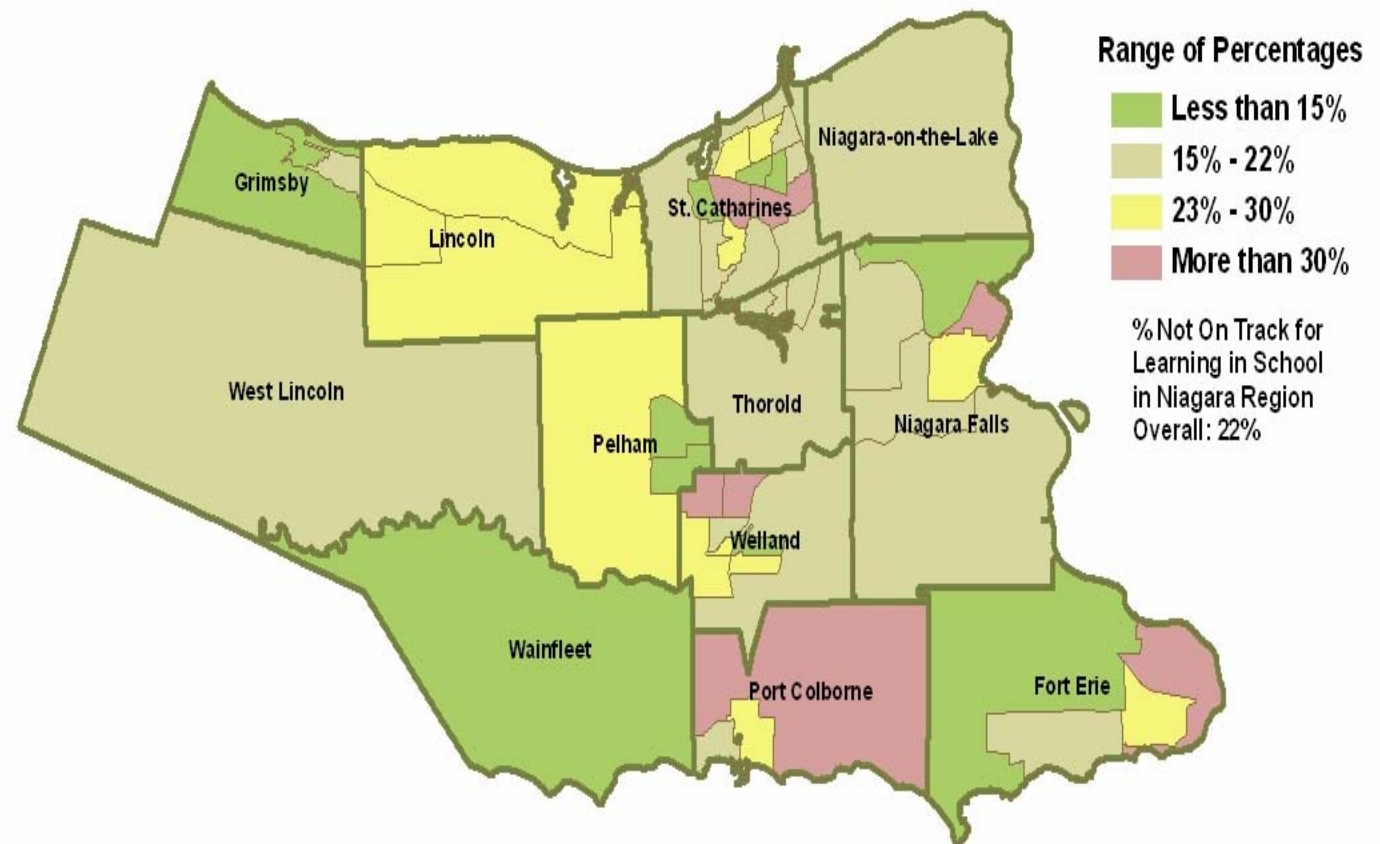 Range of Percentages
Less than 15%
15% - 22%
23% - 30%
More than 30%
% Not On Track for
Learning in School
in Niagara Region
Overall: 22%
Niagara-on-the-Lake
Grimsby
St. Catharines
Lincoln
West Lincoln
Thorold
Niagara Falls
Pelham
Welland
Wainfleet
Port Colborne
Fort Erie